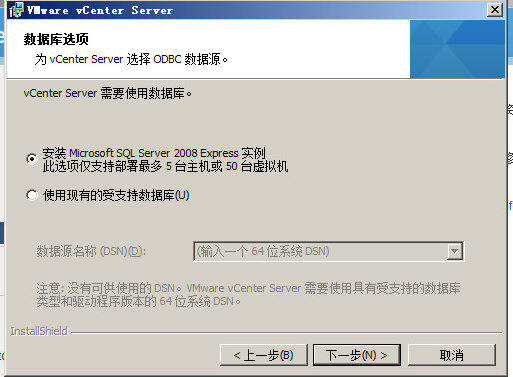 VMware vCenter Server
数据库选项
为 vCenter Server 选择 ODBC 数据源。
vCenter Server 需要使用数据库。
安装 Microsoft SQL Server 2008 Express 实例
此选项仅支持部署最多 5 台主机或 50 台虚拟机
使用现有的受支持数据库(U)
数据源名称 (DSN)(D):
(输入一个 64 位系统 DSN)
注意: 没有可供使用的 DSN。VMware vCenter Server 需要使用具有受支持的数据库
类型和驱动程序版本的 64 位系统 DSN。
InstallShield
< 上一步(B)
下一步(N) >
取消